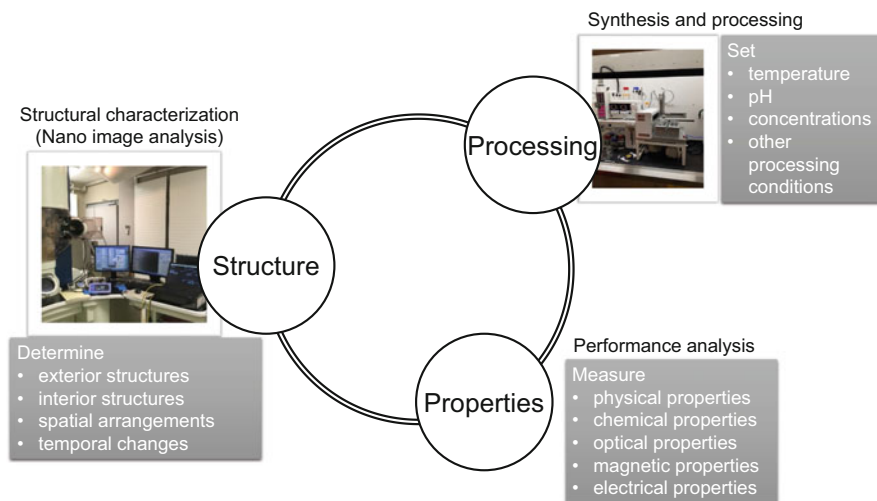 Synthesis and processing
Set
• temperature
• pH
• concentrations
• other
processing
conditions
Processing
Structural characterization
(Nano image analysis)
Structure
Determine
• exterior structures
• interior structures
• spatial arrangements
• temporal changes
Properties
Performance analysis
Measure
• physical properties
• chemical properties
• optical properties
• magnetic properties
• electrical properties